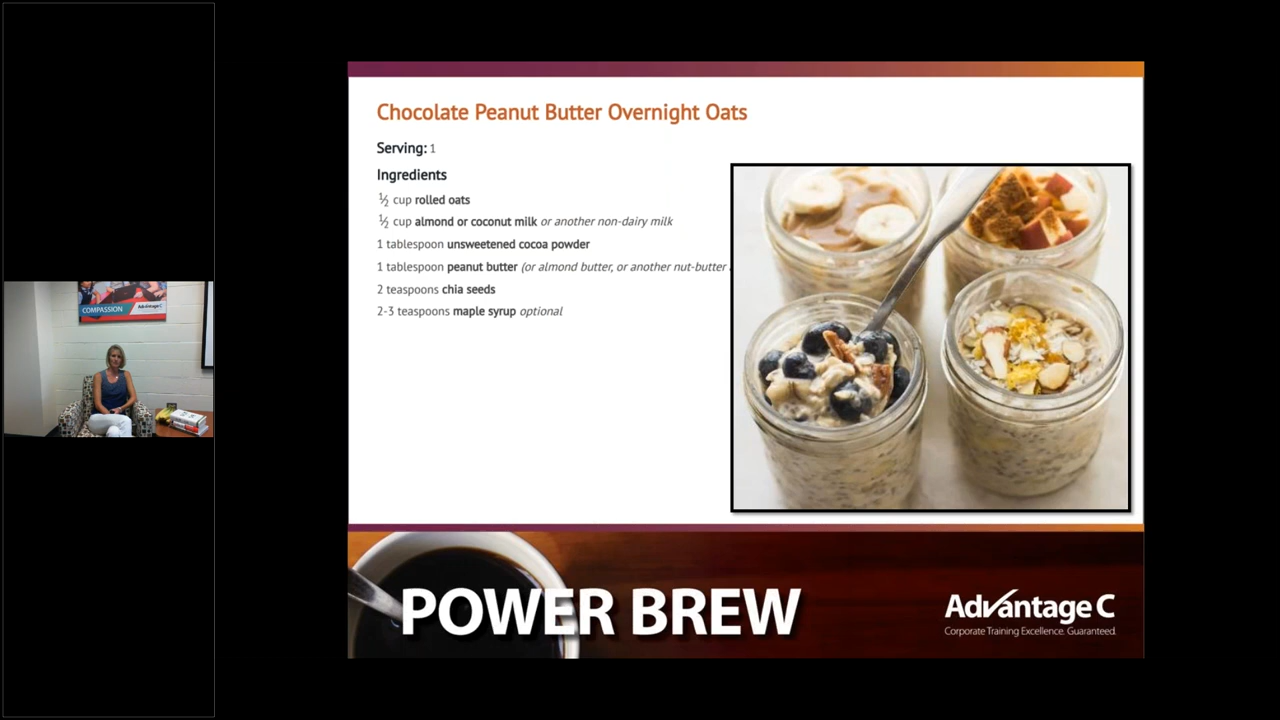 Chocolate Peanut Butter Overnight Oats
Serving: 1
Ingredients
½ cup rolled oats
½ cup almond or coconut milk or another non-dairy milk
1 tablespoon unsweetened cocoa powder
1 tablespoon peanut butter (or almond butter, or another nut-butter
2 teaspoons chia seeds
2-3 teaspoons maple syrup optional
COMPASSION
Advantage C
POWER BREW
Advantage C
Corporate Training Excellence. Guaranteed.